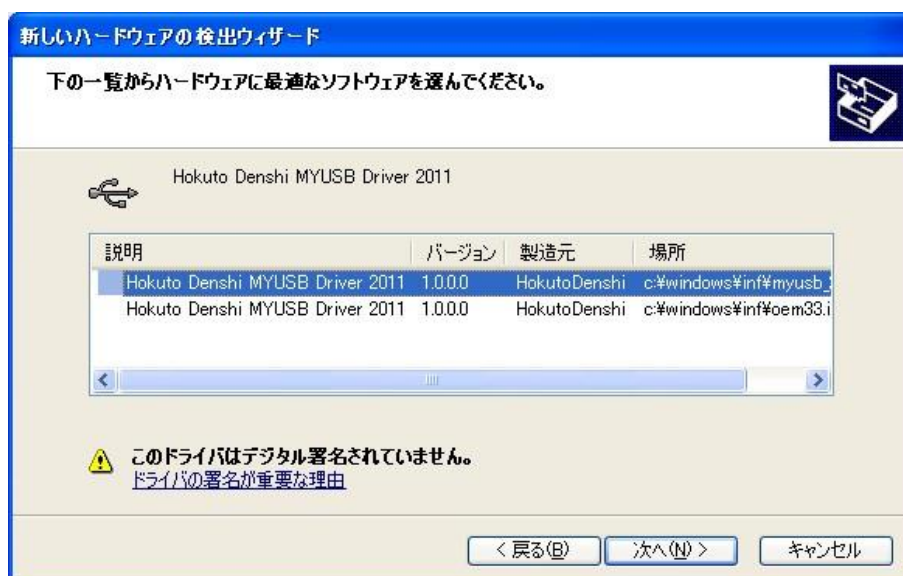 新しいハードウェアの検出ウィザード
下の一覧からハードウェアに最適なソフトウェアを選んでください。
Hokuto Denshi MYUSB Driver 2011
説明 バージョン 製造元 場所
Hokuto Denshi MYUSB Driver 2011 1.0.0.0 HokutoDenshi c:¥windows¥inf¥myusb_
Hokuto Denshi MYUSB Driver 2011 1.0.0.0 HokutoDenshi c:¥windows¥inf¥oem33.i
このドライバはデジタル署名されていません。
ドライバの署名が重要な理由
< 戻る(B) 次へ(N) > キャンセル